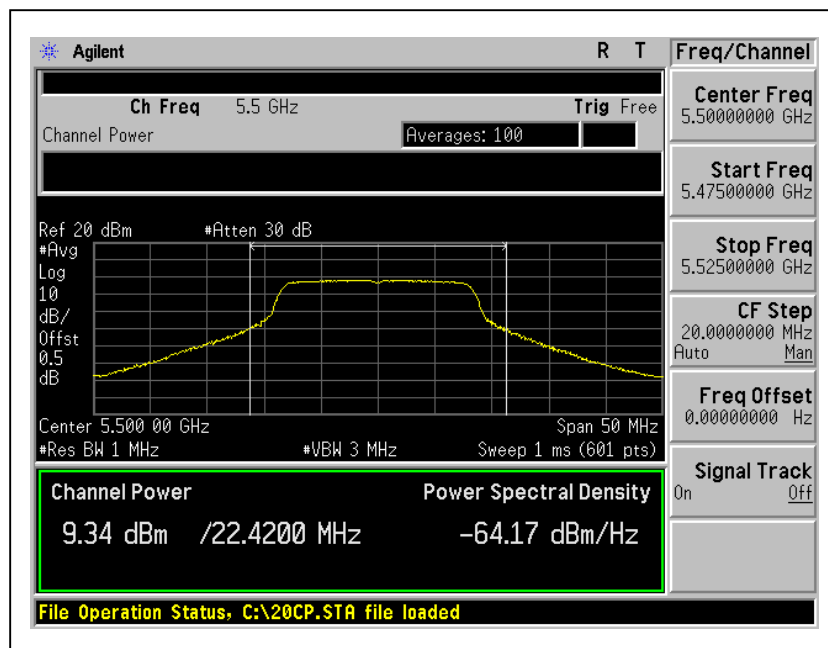 Agilent R T
Freq/Channel
Ch Freq 5.5 GHz Trig Free
Channel Power Averages: 100
Ref 20 dBm #Atten 30 dB
#Avg
Log
10
dB/
Offst
0.5
dB
Center 5.500 00 GHz Span 50 MHz
#Res BW 1 MHz #VBW 3 MHz Sweep 1 ms (601 pts)
Channel Power Power Spectral Density
9.34 dBm /22.4200 MHz -64.17 dBm/Hz
File Operation Status, C:\20CP.STA file loaded
Center Freq
5.50000000 GHz
Start Freq
5.47500000 GHz
Stop Freq
5.52500000 GHz
CF Step
20.0000000 MHz
Auto Man
Freq Offset
0.00000000 Hz
Signal Track
On Off